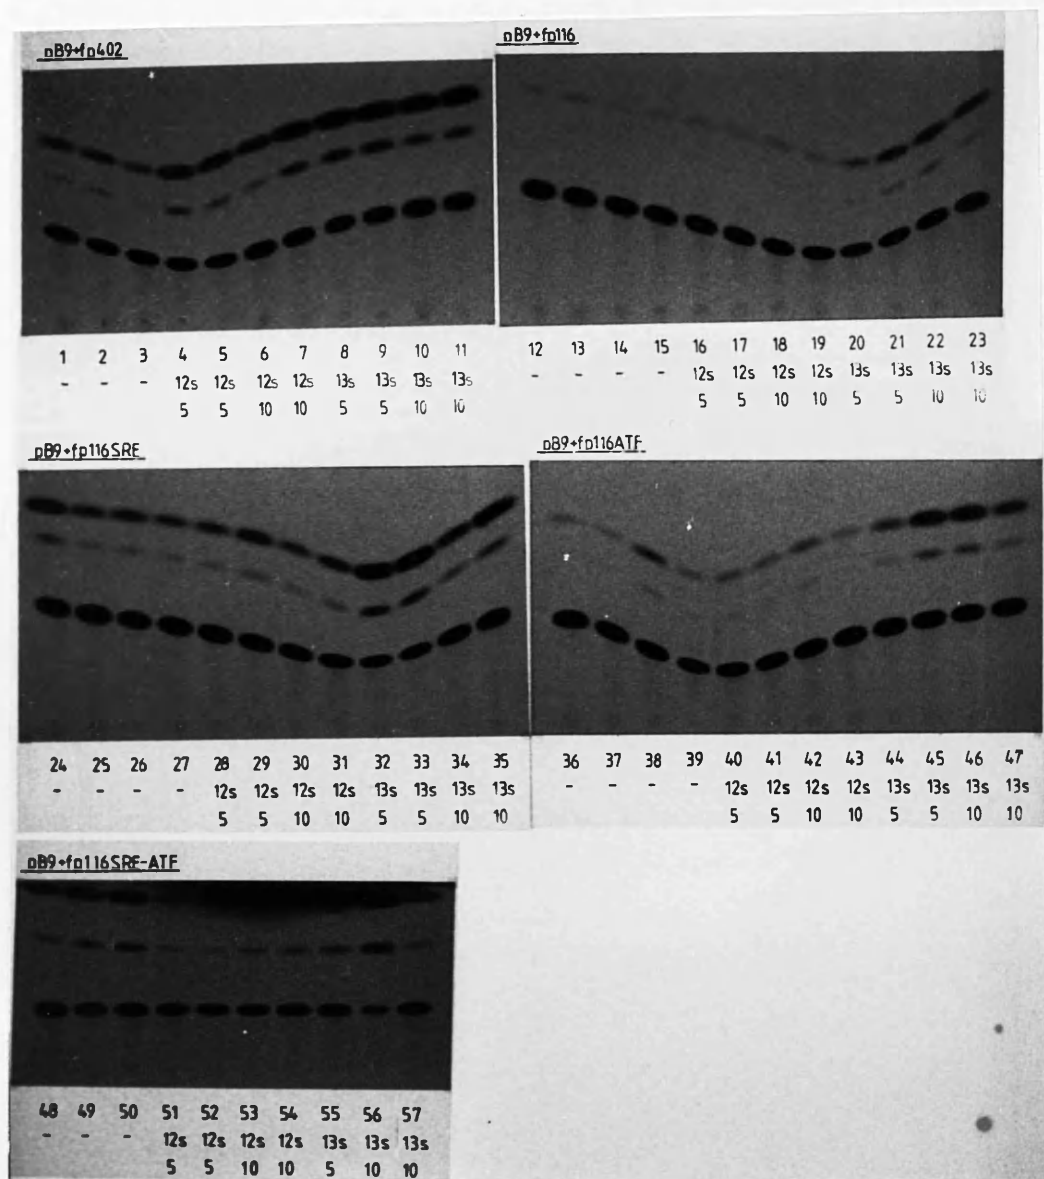 pB9+fp402
1 2 3 4 5 6 7 8 9 10 11
- - - 12s 12s 12s 12s 13s 13s 13s 13s
5 5 10 10 5 5 10 10
pB9+fp116
12 13 14 15 16 17 18 19 20 21 22 23
- - - - 12s 12s 12s 12s 13s 13s 13s 13s
5 5 10 10 5 5 10 10
pB9+fp116SRE
24 25 26 27 28 29 30 31 32 33 34 35
- - - - 12s 12s 12s 12s 13s 13s 13s 13s
5 5 10 10 5 5 10 10
pB9+fp116ATF
36 37 38 39 40 41 42 43 44 45 46 47
- - - - 12s 12s 12s 12s 13s 13s 13s 13s
5 5 10 10 5 5 10 10
pB9+fp116SRE-ATF
48 49 50 51 52 53 54 55 56 57
- - - 12s 12s 12s 12s 13s 13s 13s
5 5 10 10 5 10 10